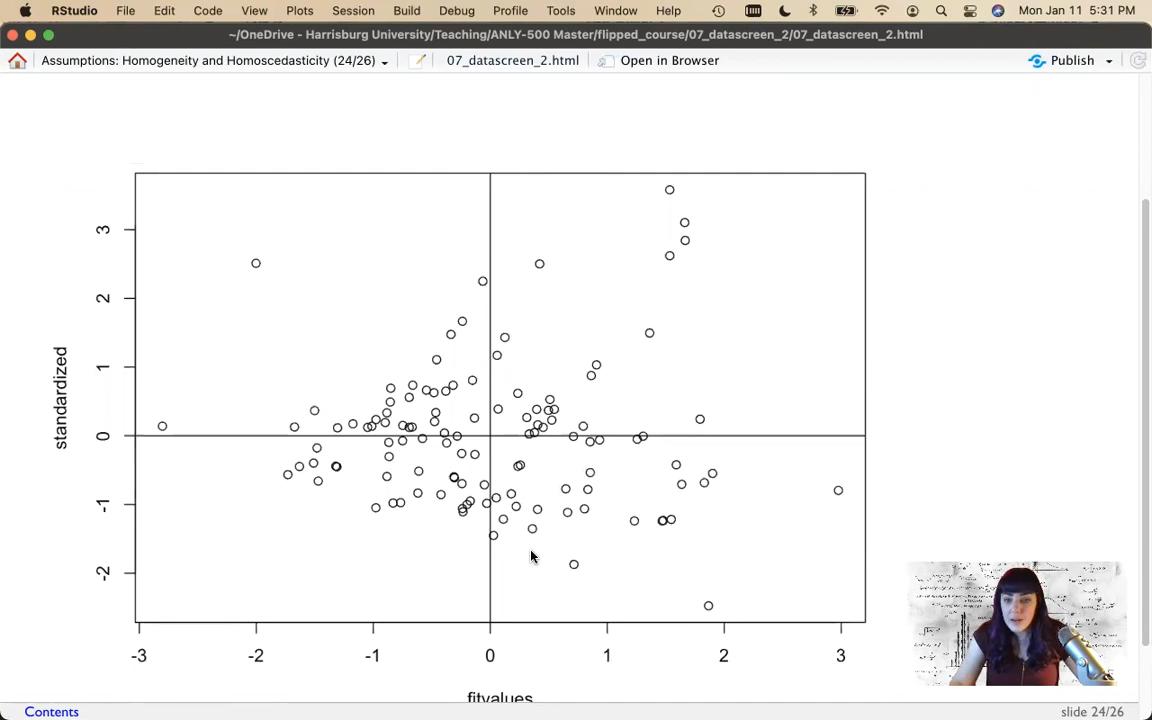 RStudio File Edit Code View Plots Session Build Debug Profile Tools Window Help Mon Jan 11 5:31 PM
~/OneDrive - Harrisburg University/Teaching/ANLY-500 Master/flipped_course/07_datascreen_2/07_datascreen_2.html
Assumptions: Homogeneity and Homoscedasticity (24/26) 07_datascreen_2.html Open in Browser Publish
3
2
1
0
-1
-2
standardized
-3 -2 -1 0 1 2 3
fitvalues
Contents slide 24/26